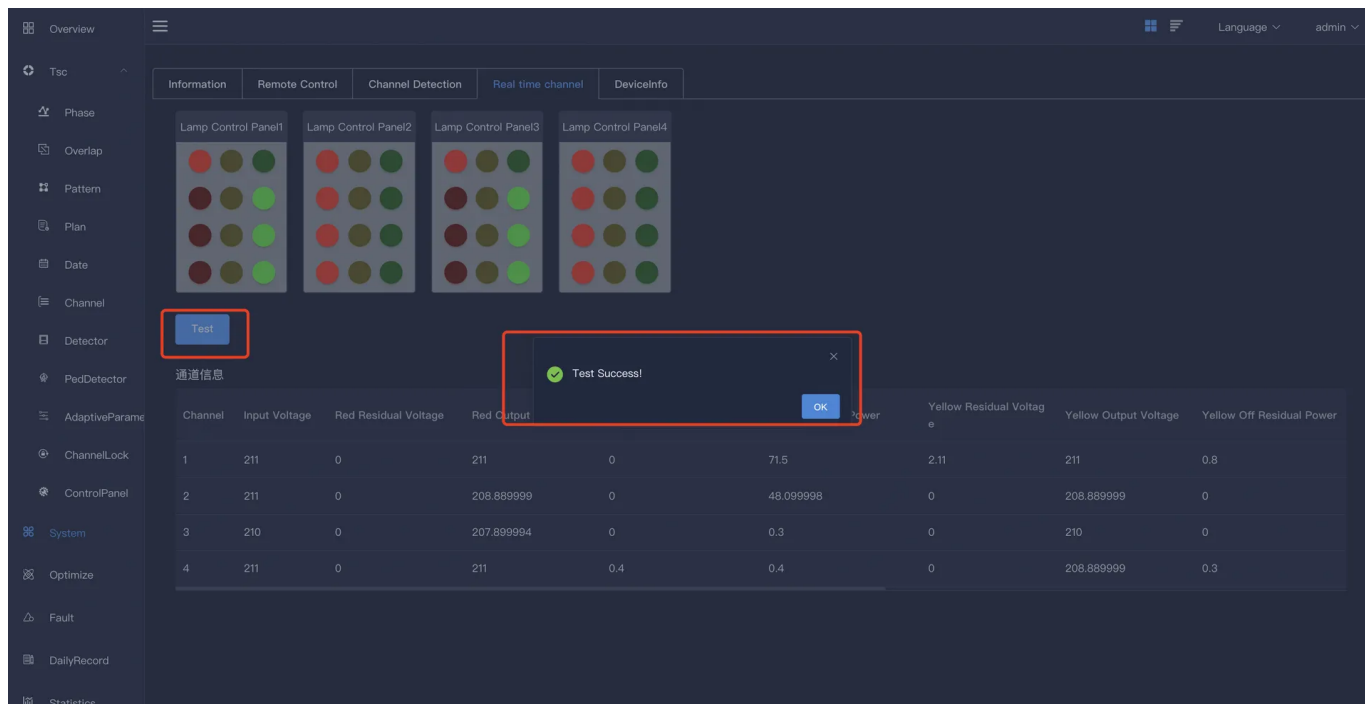 Overview
Language
admin
Tsc
Information
Remote Control
Channel Detection
Real time channel
DeviceInfo
Phase
Lamp Control Panel1
Lamp Control Panel2
Lamp Control Panel3
Lamp Control Panel4
Overlap
Pattern
Plan
Date
Channel
Test
Detector
Test Success!
PedDetector
通道信息
OK
AdaptiveParame
Channel
Input Voltage
Red Residual Voltage
Red Output
Power
Yellow Residual Voltag
e
Yellow Output Voltage
Yellow Off Residual Power
ChannelLock
1 211 0 211 0 71.5 2.11 211 0.8
ControlPanel
2 211 0 208.889999 0 48.099998 0 208.889999 0
System
3 210 0 207.899994 0 0.3 0 210 0
Optimize
4 211 0 211 0.4 0.4 0 208.889999 0.3
Fault
DailyRecord
Statistics